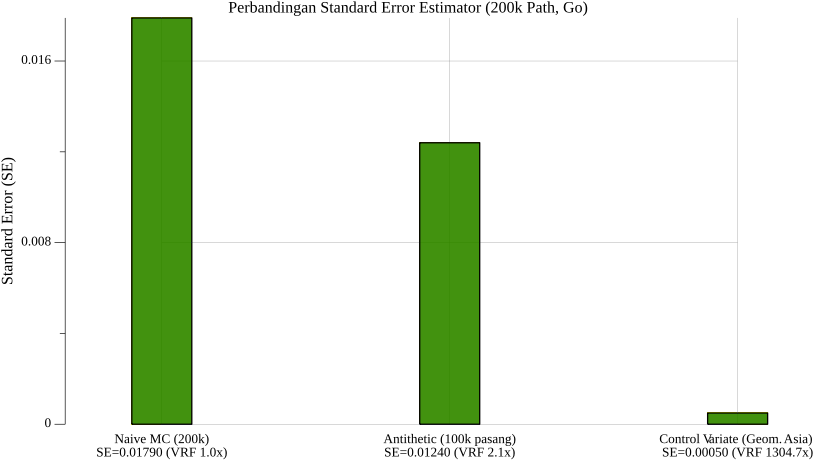 Perbandingan Standard Error Estimator (200k Path, Go)
Standard Error (SE)
0.016
0.008
0
Naive MC (200k)
SE=0.01790 (VRF 1.0x)
Antithetic (100k pasang)
SE=0.01240 (VRF 2.1x)
Control Variate (Geom. Asia)
SE=0.00050 (VRF 1304.7x)